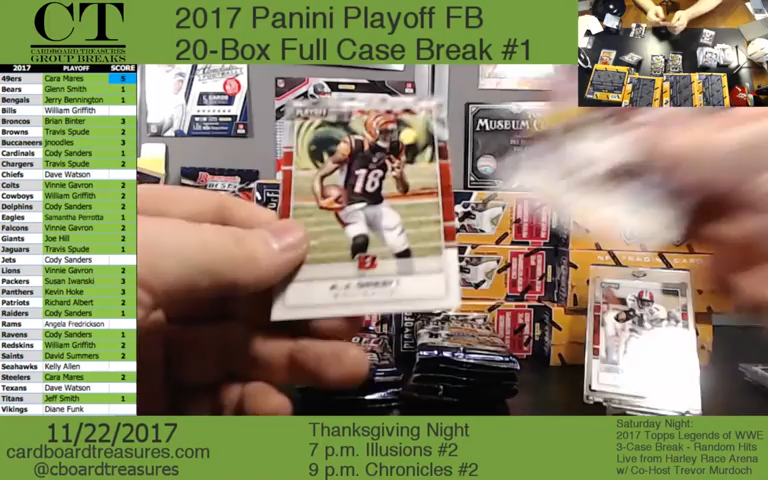 CT
CARDBOARD TREASURES
GROUP BREAKS
2017 Panini Playoff FB
20-Box Full Case Break #1
2017 PLAYOFF SCORE
49ers Cara Mares 5
Bears Glenn Smith 1
Bengals Jerry Bennington 1
Bills William Griffith
Broncos Brian Binter 3
Browns Travis Spude 2
Buccaneers Jnoodles 3
Cardinals Cody Sanders 1
Chargers Travis Spude 2
Chiefs Dave Watson
Colts Vinnie Gavron 2
Cowboys William Griffith 2
Dolphins Cody Sanders 2
Eagles Samantha Perrotta 1
Falcons Vinnie Gavron 2
Giants Joe Hill 2
Jaguars Travis Spude 1
Jets Cody Sanders
Lions Vinnie Gavron 2
Packers Susan Iwanski 3
Panthers Kevin Hoke 3
Patriots Richard Albert 2
Raiders Cody Sanders 1
Rams Angela Fredrickson
Ravens Cody Sanders 1
Redskins William Griffith 2
Saints David Summers 2
Seahawks Kelly Allen
Steelers Cara Mares 2
Texans Dave Watson
Titans Jeff Smith 1
Vikings Diane Funk
MUSEUM
BEST
18
A.J. GREEN
11/22/2017
cardboardtreasures.com
@cboardtreasures
Thanksgiving Night
7 p.m. Illusions #2
9 p.m. Chronicles #2
Saturday Night:
2017 Topps Legends of WWE
3-Case Break - Random Hits
Live from Harley Race Arena
w/ Co-Host Trevor Murdoch